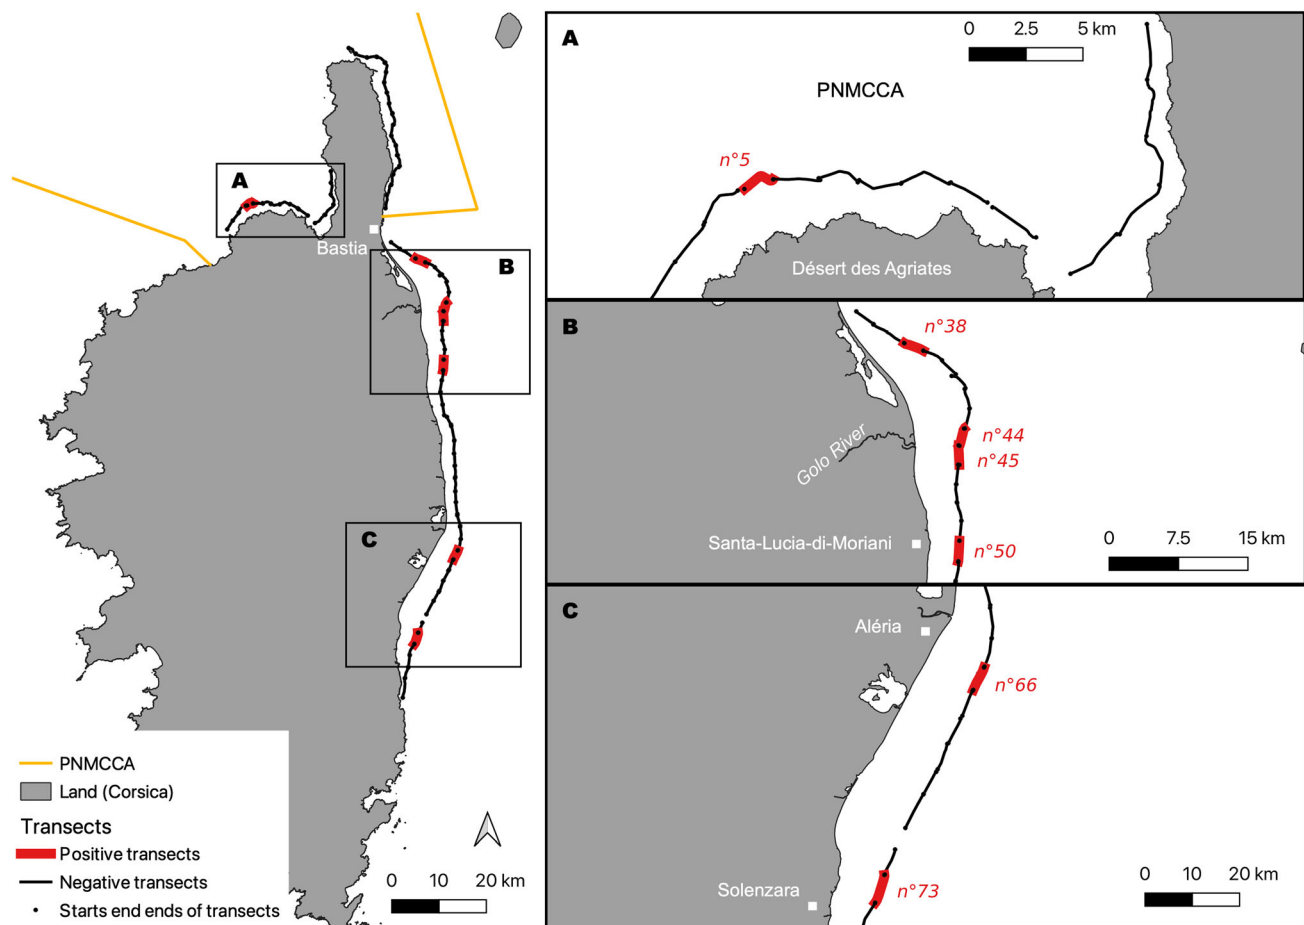 A
Bastia
B
C
PNMCCA
Land (Corsica)
Transects
Positive transects
Negative transects
Starts end ends of transects
0 10 20 km
A
0 2.5 5 km
PNMCCA
n°5
Désert des Agriates
B
n°38
n°44
n°45
Golo River
Santa-Lucia-di-Moriani
n°50
0 7.5 15 km
C
Aléria
n°66
Solenzara
n°73
0 10 20 km